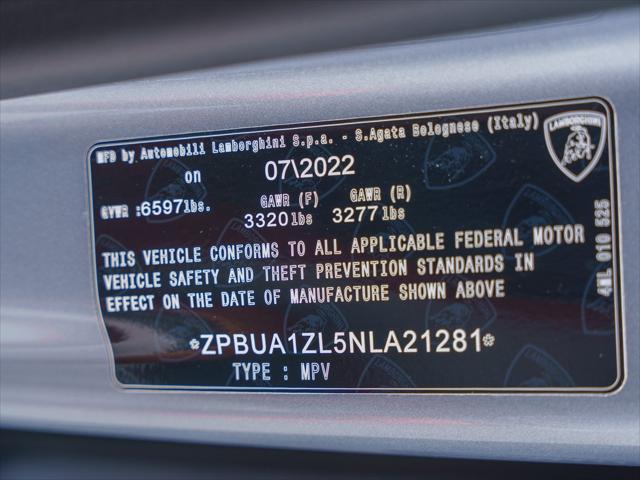 MFD by Automobili Lamborghini S.p.a. - S.Agata Bolognese (Italy)
on 07\2022
GVWR :6597lbs. GAWR (F) 3320lbs GAWR (R) 3277lbs
THIS VEHICLE CONFORMS TO ALL APPLICABLE FEDERAL MOTOR
VEHICLE SAFETY AND THEFT PREVENTION STANDARDS IN
EFFECT ON THE DATE OF MANUFACTURE SHOWN ABOVE
*ZPBUA1ZL5NLA21281*
TYPE : MPV
LAMBORGHINI
4ML 010 525